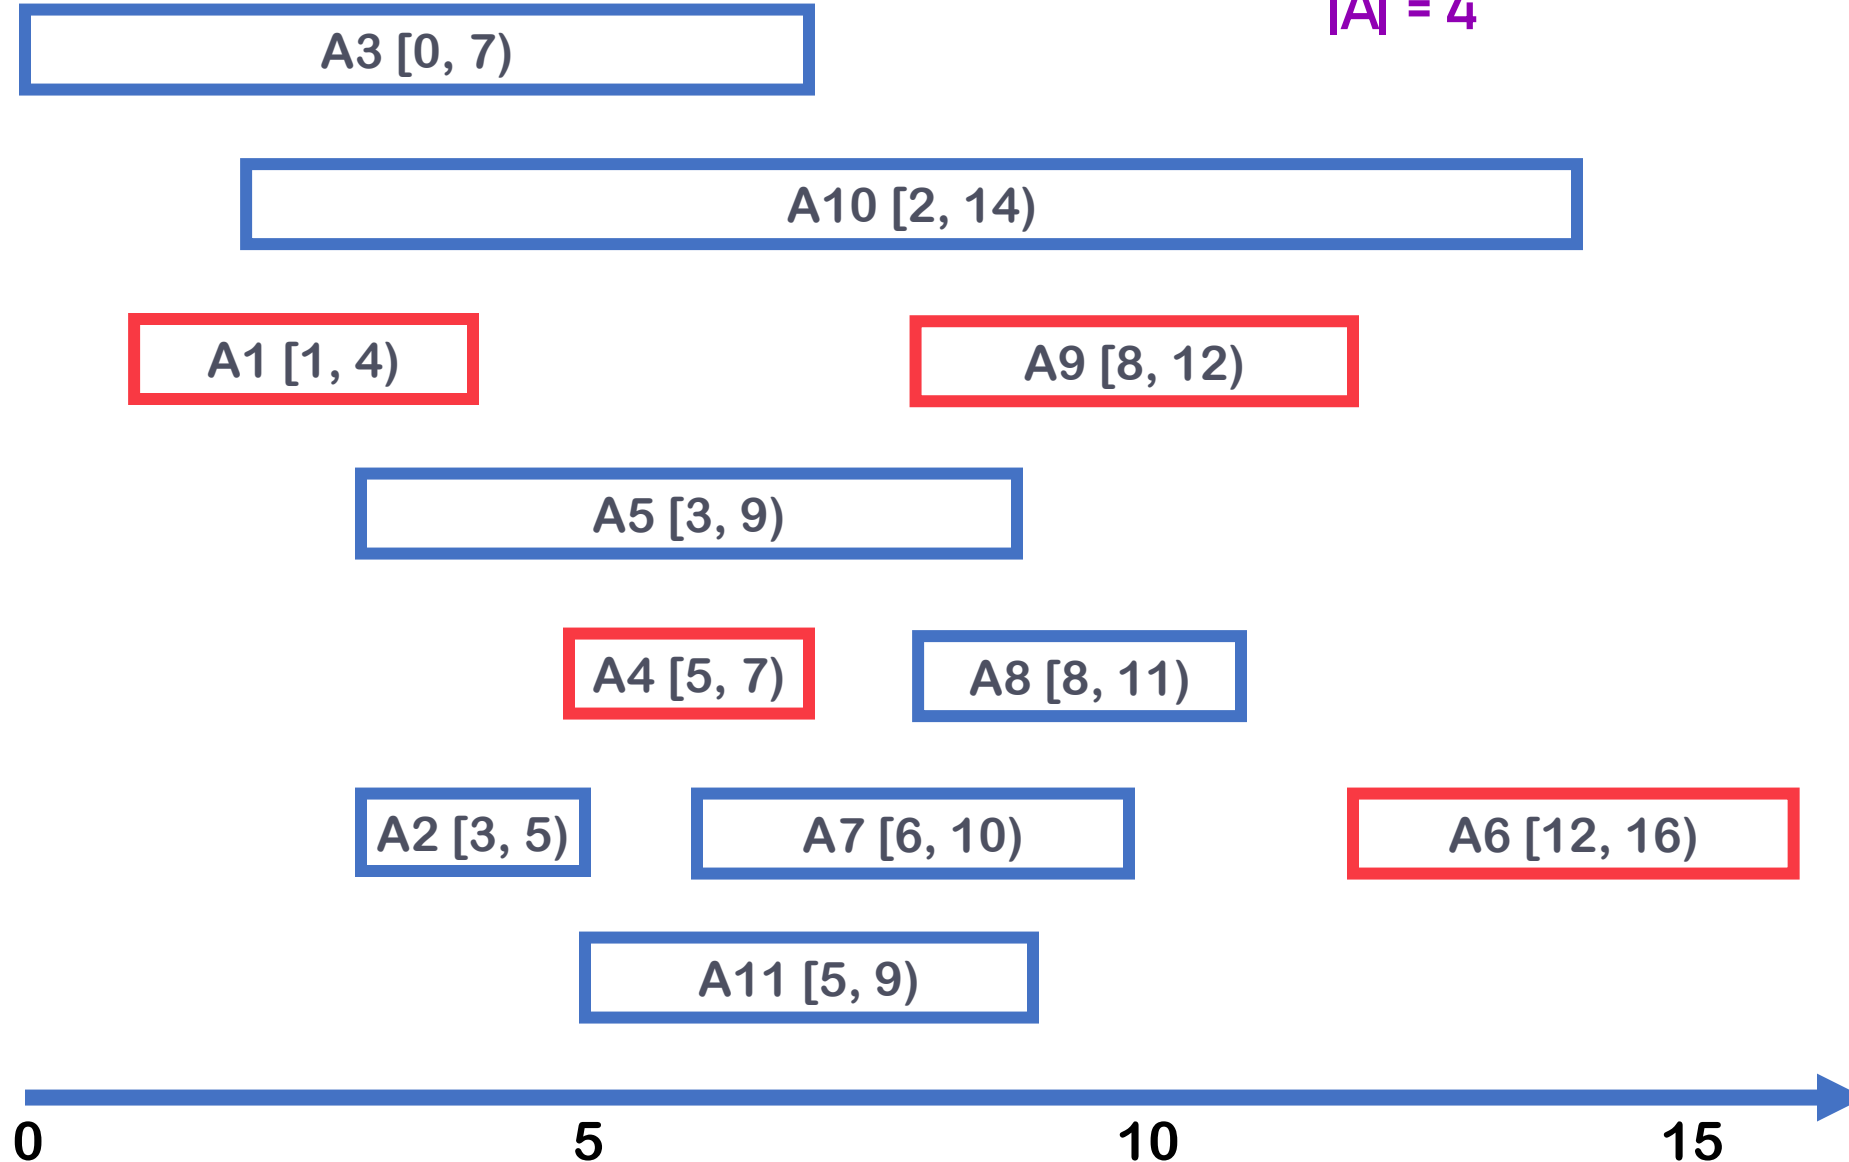 |A| = 4
A3 [0, 7)
A10 [2, 14)
A1 [1, 4)
A9 [8, 12)
A5 [3, 9)
A4 [5, 7)
A8 [8, 11)
A2 [3, 5)
A7 [6, 10)
A6 [12, 16)
A11 [5, 9)
0 5 10 15